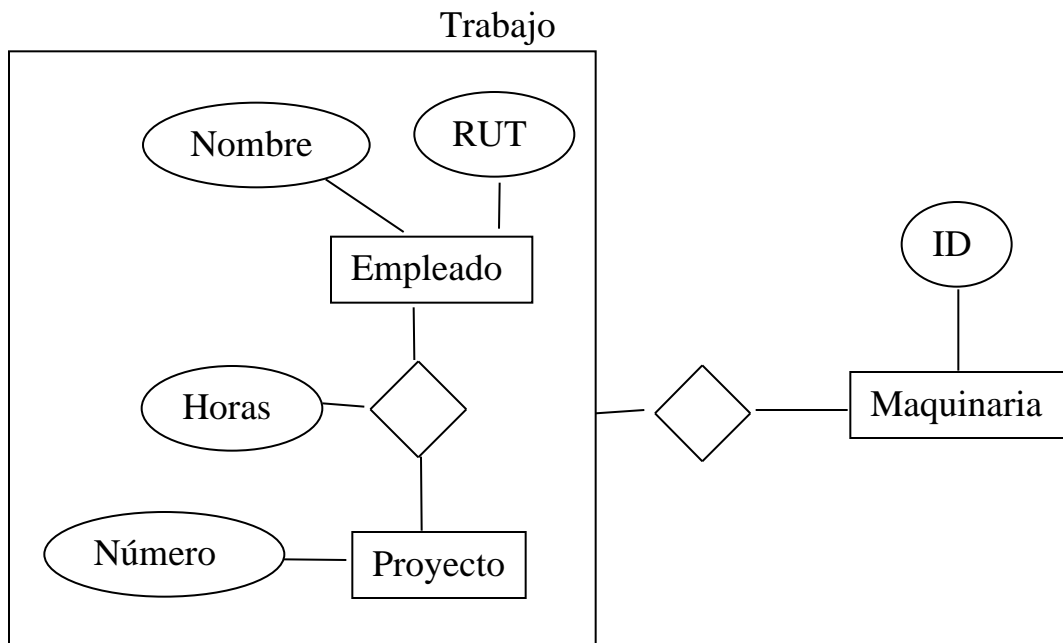 Trabajo
Nombre
RUT
Empleado
ID
Horas
Maquinaria
Número
Proyecto